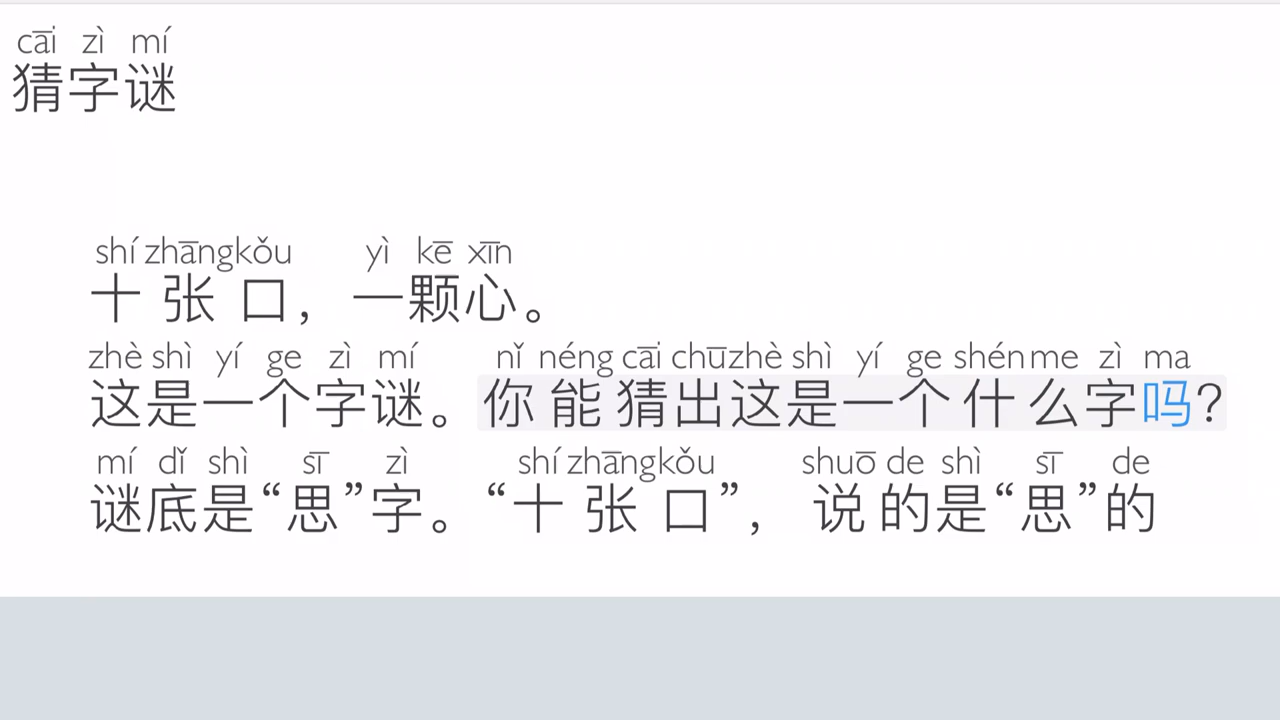 cāi zì mí
猜字谜
shí zhāngkǒu yì kē xīn
十张口，一颗心。
zhè shì yí ge zì mí nǐ néng cāi chūzhè shì yí ge shénme zì ma
这是一个字谜。你能猜出这是一个什么字吗?
mí dǐ shì sī zì shí zhāngkǒu shuō de shì sī de
谜底是“思”字。“十张口”，说的是“思”的